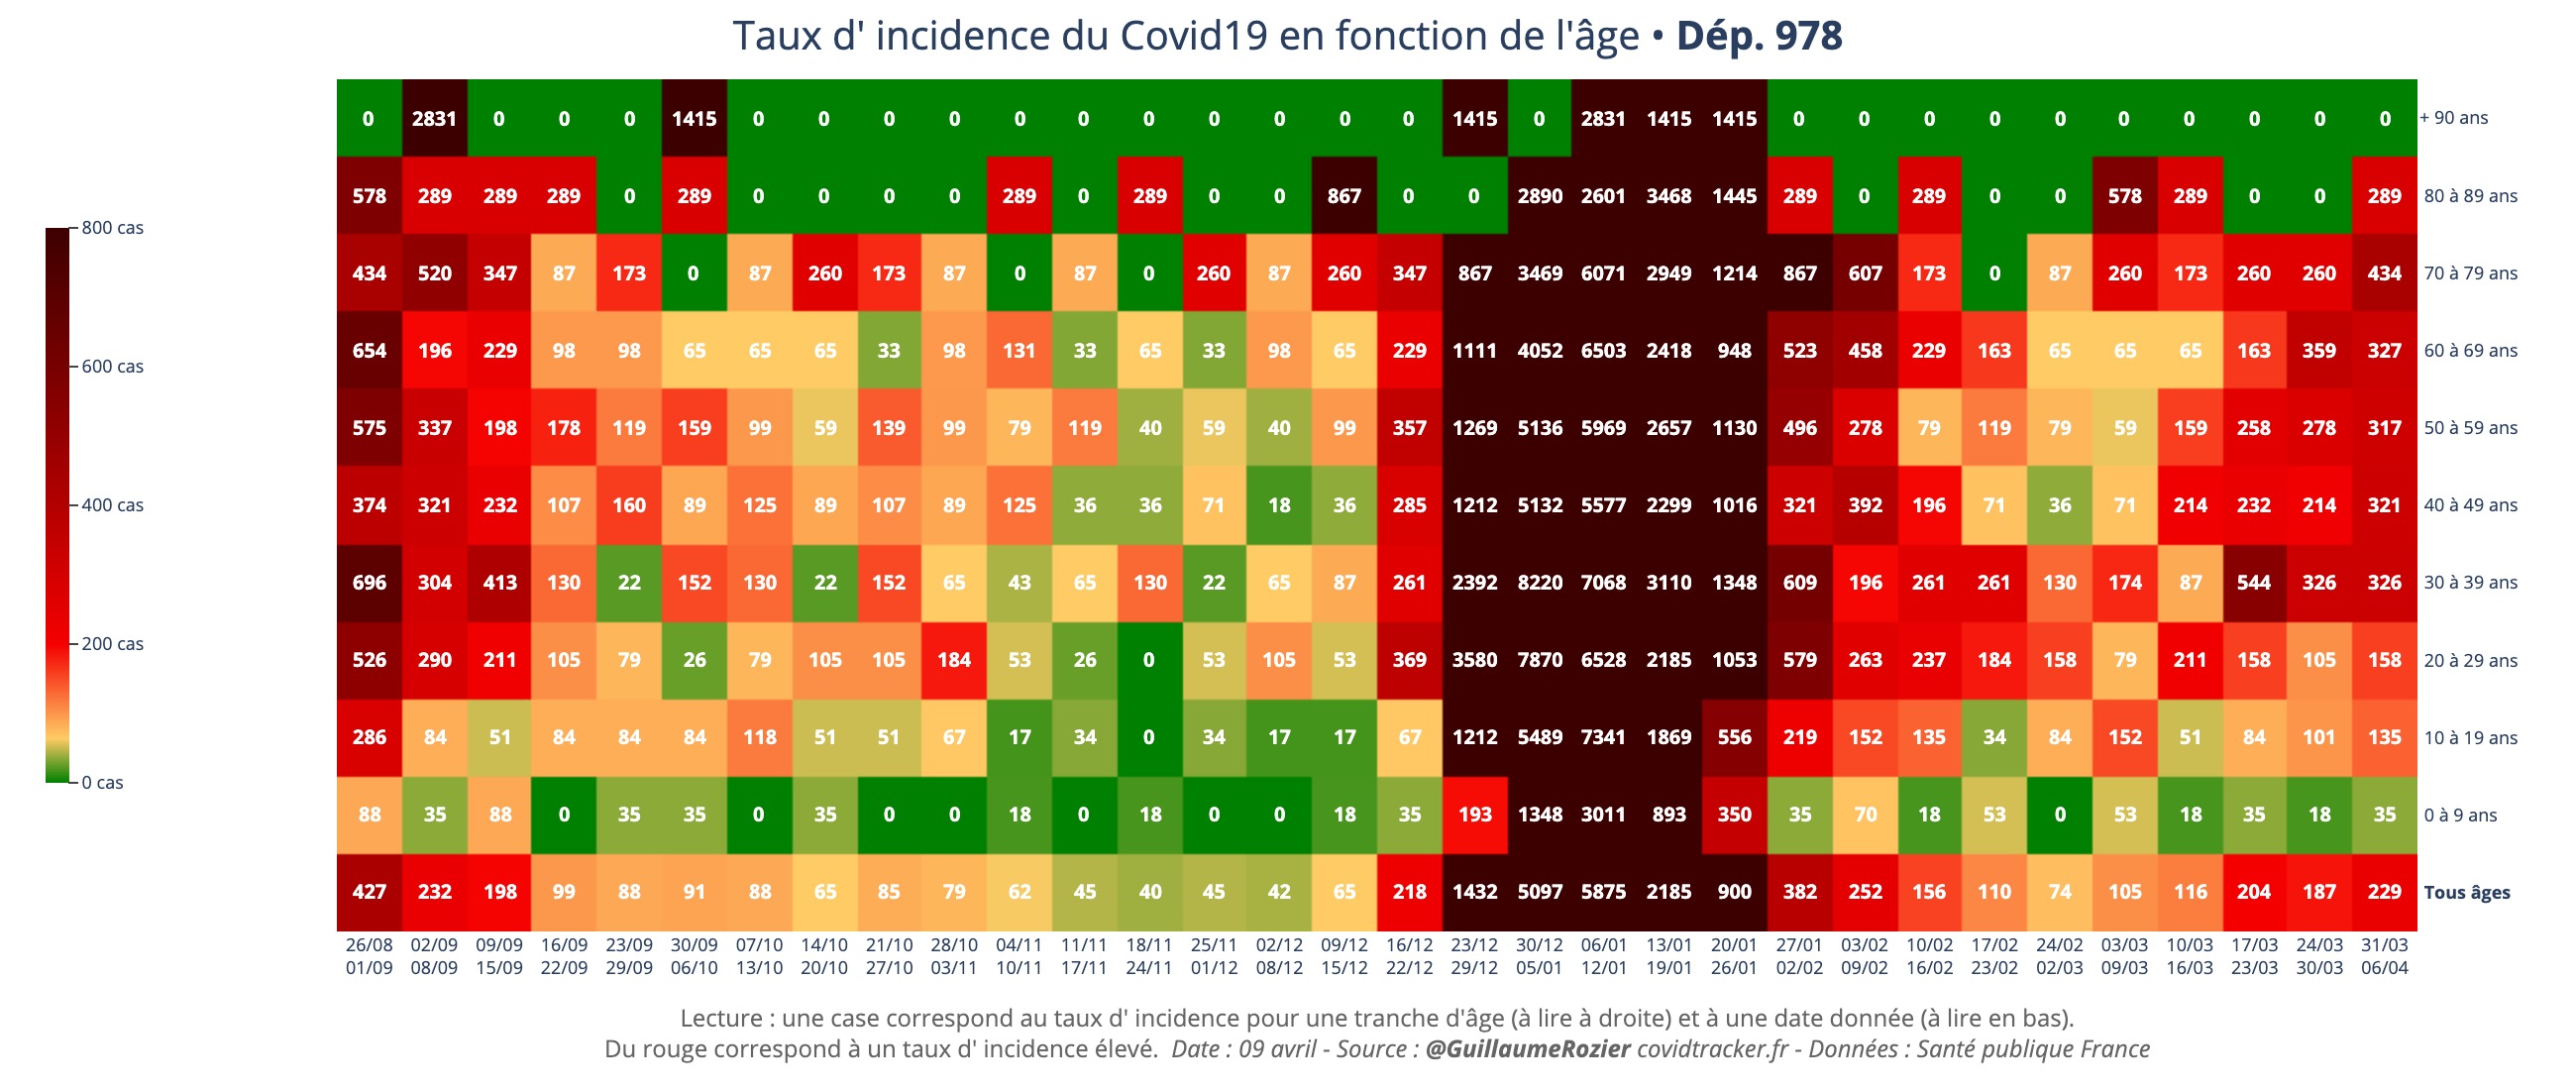 Taux d' incidence du Covid19 en fonction de l'âge • Dép. 978
800 cas
600 cas
400 cas
200 cas
0 cas
0 2831 0 0 0 1415 0 0 0 0 0 0 0 0 0 0 0 1415 0 2831 1415 1415 0 0 0 0 0 0 0 0 0 0 + 90 ans
578 289 289 289 0 289 0 0 0 0 289 0 289 0 0 867 0 0 2890 2601 3468 1445 289 0 289 0 0 578 289 0 0 289 80 à 89 ans
434 520 347 87 173 0 87 260 173 87 0 87 0 260 87 260 347 867 3469 6071 2949 1214 867 607 173 0 87 260 173 260 260 434 70 à 79 ans
654 196 229 98 98 65 65 65 33 98 131 33 65 33 98 65 229 1111 4052 6503 2418 948 523 458 229 163 65 65 65 163 359 327 60 à 69 ans
575 337 198 178 119 159 99 59 139 99 79 119 40 59 40 99 357 1269 5136 5969 2657 1130 496 278 79 119 79 59 159 258 278 317 50 à 59 ans
374 321 232 107 160 89 125 89 107 89 125 36 36 71 18 36 285 1212 5132 5577 2299 1016 321 392 196 71 36 71 214 232 214 321 40 à 49 ans
696 304 413 130 22 152 130 22 152 65 43 65 130 22 65 87 261 2392 8220 7068 3110 1348 609 196 261 261 130 174 87 544 326 326 30 à 39 ans
526 290 211 105 79 26 79 105 105 184 53 26 0 53 105 53 369 3580 7870 6528 2185 1053 579 263 237 184 158 79 211 158 105 158 20 à 29 ans
286 84 51 84 84 84 118 51 51 67 17 34 0 34 17 17 67 1212 5489 7341 1869 556 219 152 135 34 84 152 51 84 101 135 10 à 19 ans
88 35 88 0 35 35 0 35 0 0 18 0 18 0 0 18 35 193 1348 3011 893 350 35 70 18 53 0 53 18 35 18 35 0 à 9 ans
427 232 198 99 88 91 88 65 85 79 62 45 40 45 42 65 218 1432 5097 5875 2185 900 382 252 156 110 74 105 116 204 187 229 Tous âges
26/08 02/09 09/09 16/09 23/09 30/09 07/10 14/10 21/10 28/10 04/11 11/11 18/11 25/11 02/12 09/12 16/12 23/12 30/12 06/01 13/01 20/01 27/01 03/02 10/02 17/02 24/02 03/03 10/03 17/03 24/03 31/03
01/09 08/09 15/09 22/09 29/09 06/10 13/10 20/10 27/10 03/11 10/11 17/11 24/11 01/12 08/12 15/12 22/12 29/12 05/01 12/01 19/01 26/01 02/02 09/02 16/02 23/02 02/03 09/03 16/03 23/03 30/03 06/04
Lecture : une case correspond au taux d' incidence pour une tranche d'âge (à lire à droite) et à une date donnée (à lire en bas).
Du rouge correspond à un taux d' incidence élevé. Date : 09 avril - Source : @GuillaumeRozier covidtracker.fr - Données : Santé publique France